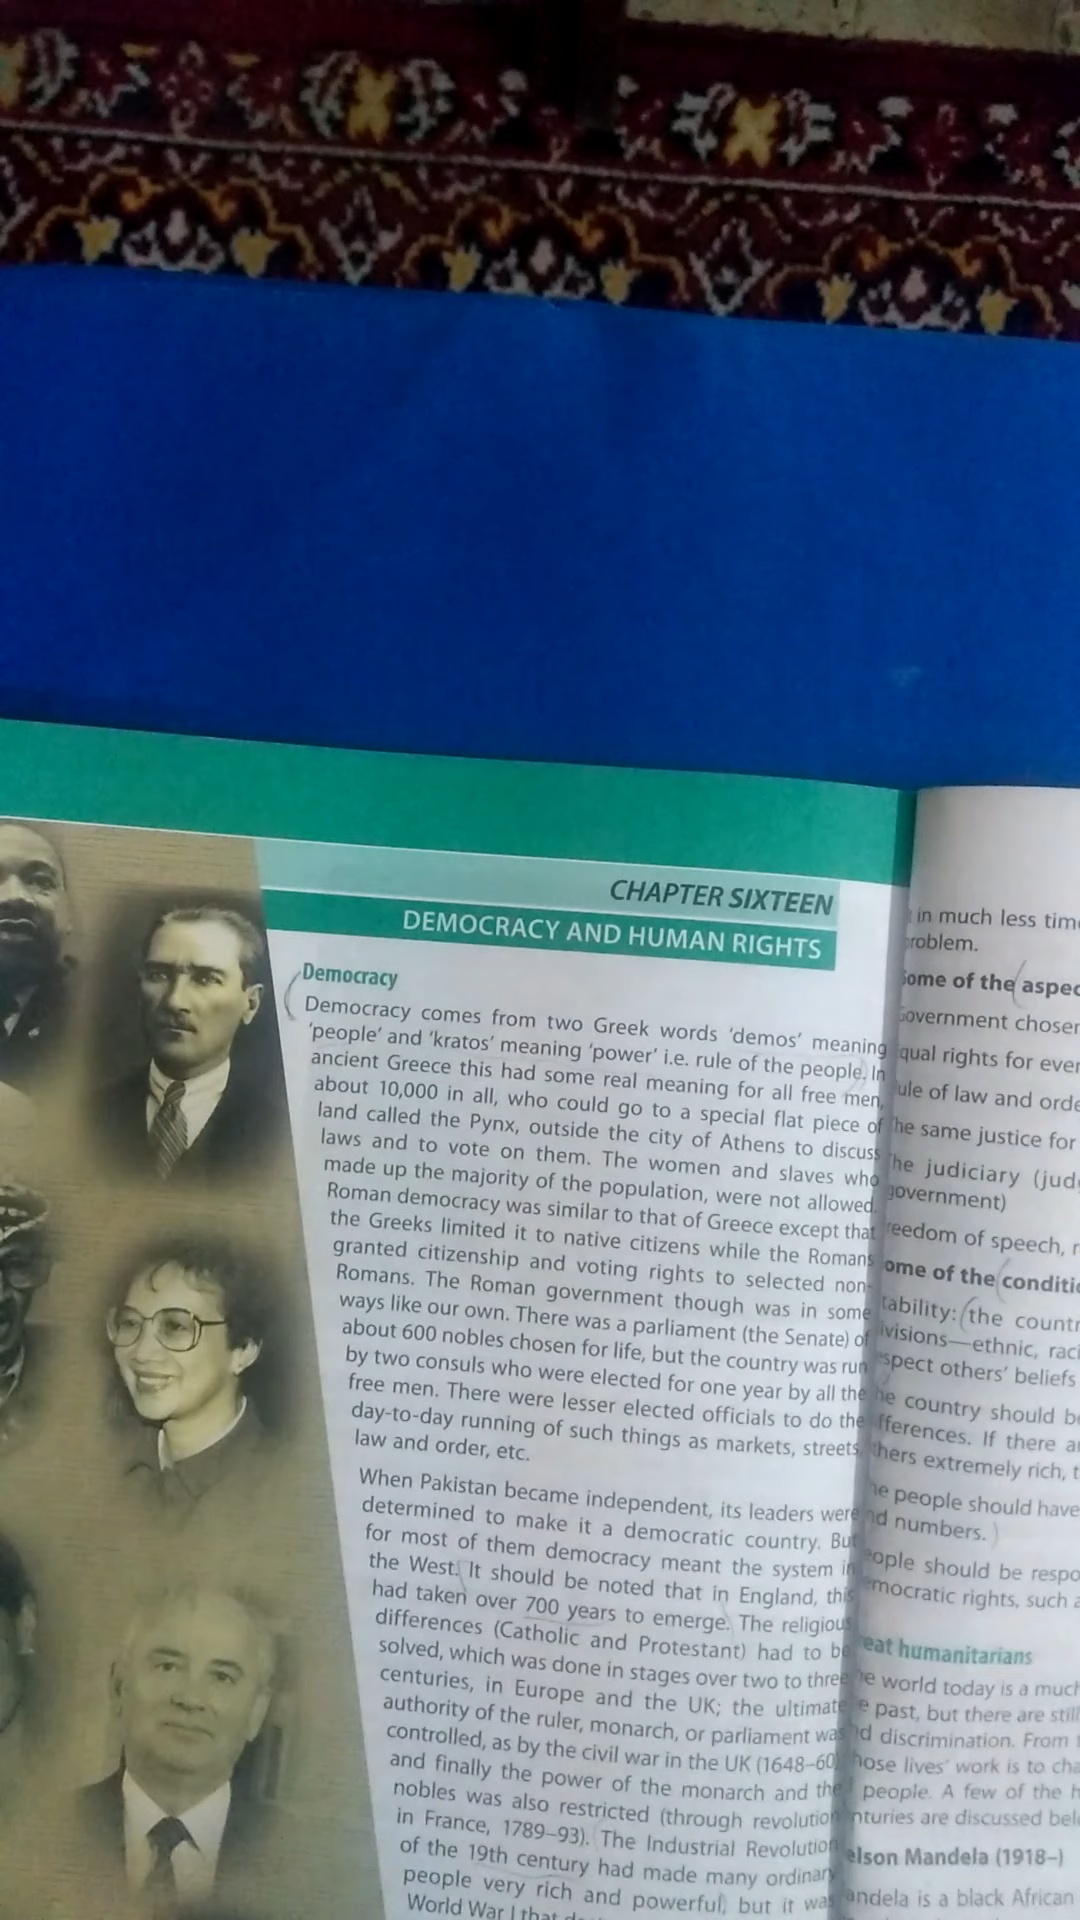 CHAPTER SIXTEEN
DEMOCRACY AND HUMAN RIGHTS
Democracy
Democracy comes from two Greek words 'demos' meaning
'people' and 'kratos' meaning 'power' i.e. rule of the people. In
ancient Greece this had some real meaning for all free men,
about 10,000 in all, who could go to a special flat piece of
land called the Pynx, outside the city of Athens to discuss
laws and to vote on them. The women and slaves who
made up the majority of the population, were not allowed.
Roman democracy was similar to that of Greece except that
the Greeks limited it to native citizens while the Romans
granted citizenship and voting rights to selected non-
Romans. The Roman government though was in some
ways like our own. There was a parliament (the Senate) of
about 600 nobles chosen for life, but the country was run
by two consuls who were elected for one year by all the
free men. There were lesser elected officials to do the
day-to-day running of such things as markets, streets,
law and order, etc.
When Pakistan became independent, its leaders were
determined to make it a democratic country. But
for most of them democracy meant the system in
the West. It should be noted that in England, this
had taken over 700 years to emerge. The religious
differences (Catholic and Protestant) had to be
solved, which was done in stages over two to three
centuries, in Europe and the UK; the ultimate
authority of the ruler, monarch, or parliament was
controlled, as by the civil war in the UK (1648–60)
and finally the power of the monarch and the
nobles was also restricted (through revolution
in France, 1789–93). The Industrial Revolution
of the 19th century had made many ordinary
people very rich and powerful, but it was
World War I that
in much less time
problem.
Some of the aspec
Government chosen
qual rights for ever
ule of law and orde
he same justice for
he judiciary (jud
government)
reedom of speech, r
ome of the conditi
tability: (the countr
ivisions—ethnic, raci
spect others' beliefs
he country should be
fferences. If there a
thers extremely rich, t
he people should have
nd numbers.)
eople should be respo
mocratic rights, such a
eat humanitarians
e world today is a much
e past, but there are still
d discrimination. From t
hose lives' work is to cha
people. A few of the h
nturies are discussed bel
elson Mandela (1918–)
andela is a black African